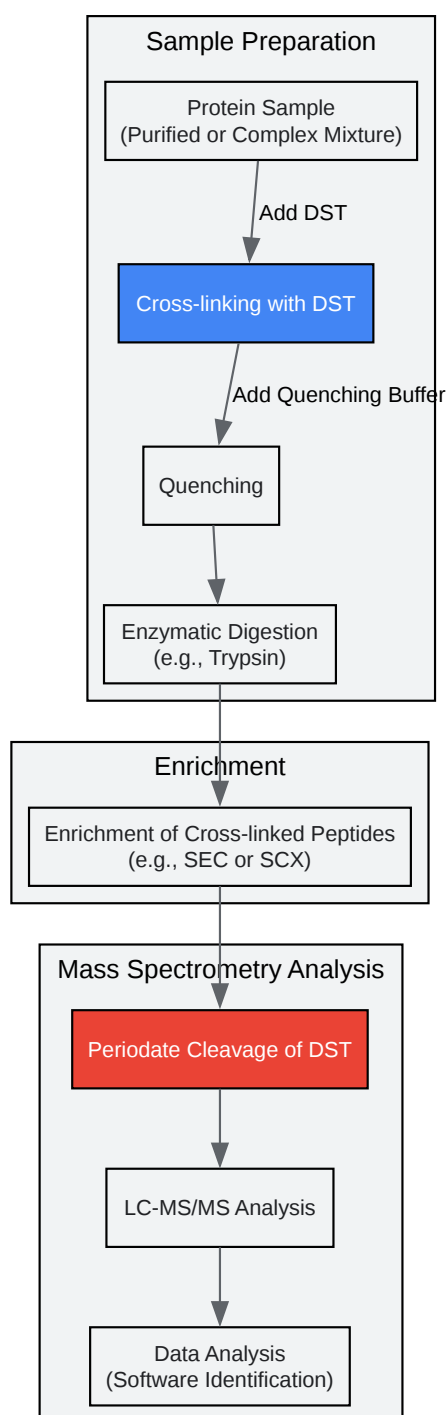 Sample Preparation
Protein Sample
(Purified or Complex Mixture)
Add DST
Cross-linking with DST
Add Quenching Buffer
Quenching
Enzymatic Digestion
(e.g., Trypsin)
Enrichment
Enrichment of Cross-linked Peptides
(e.g., SEC or SCX)
Mass Spectrometry Analysis
Periodate Cleavage of DST
LC-MS/MS Analysis
Data Analysis
(Software Identification)